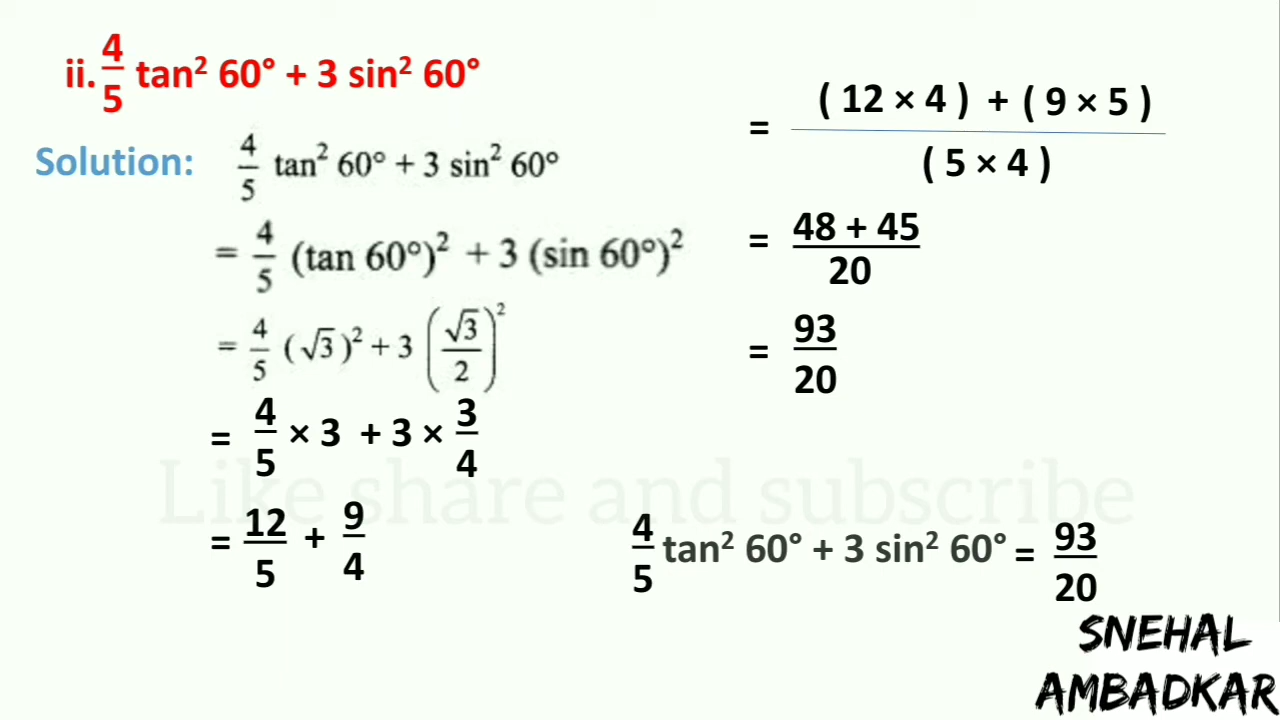 ii. 4/5 tan² 60° + 3 sin² 60°
Solution: 4/5 tan² 60° + 3 sin² 60°
= 4/5 (tan 60°)² + 3 (sin 60°)²
= 4/5 (√3)² + 3 (√3/2)²
= 4/5 × 3 + 3 × 3/4
= 12/5 + 9/4
= ( 12 × 4 ) + ( 9 × 5 ) / ( 5 × 4 )
= 48 + 45 / 20
= 93/20
Like share and subscribe
4/5 tan² 60° + 3 sin² 60° = 93/20
SNEHAL
AMBADKAR